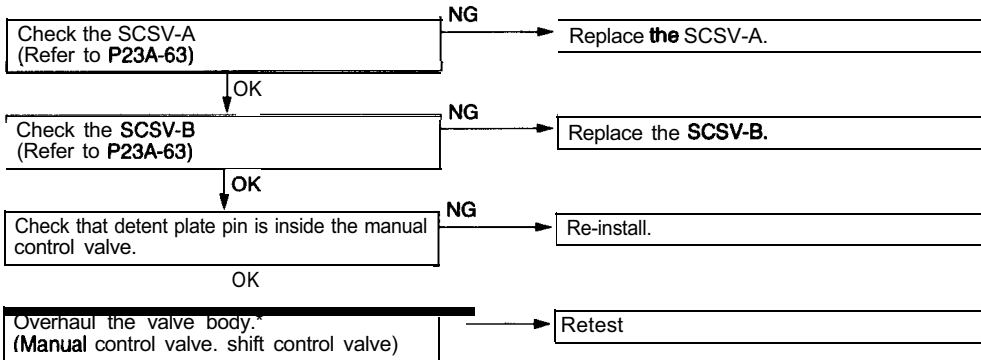 NG
Check the SCSV-A
(Refer to P23A-63)
Replace the SCSV-A.
OK
NG
Check the SCSV-B
(Refer to P23A-63)
Replace the SCSV-B.
OK
NG
Check that detent plate pin is inside the manual
control valve.
Re-install.
OK
Overhaul the valve body.*
(Manual control valve. shift control valve)
Retest